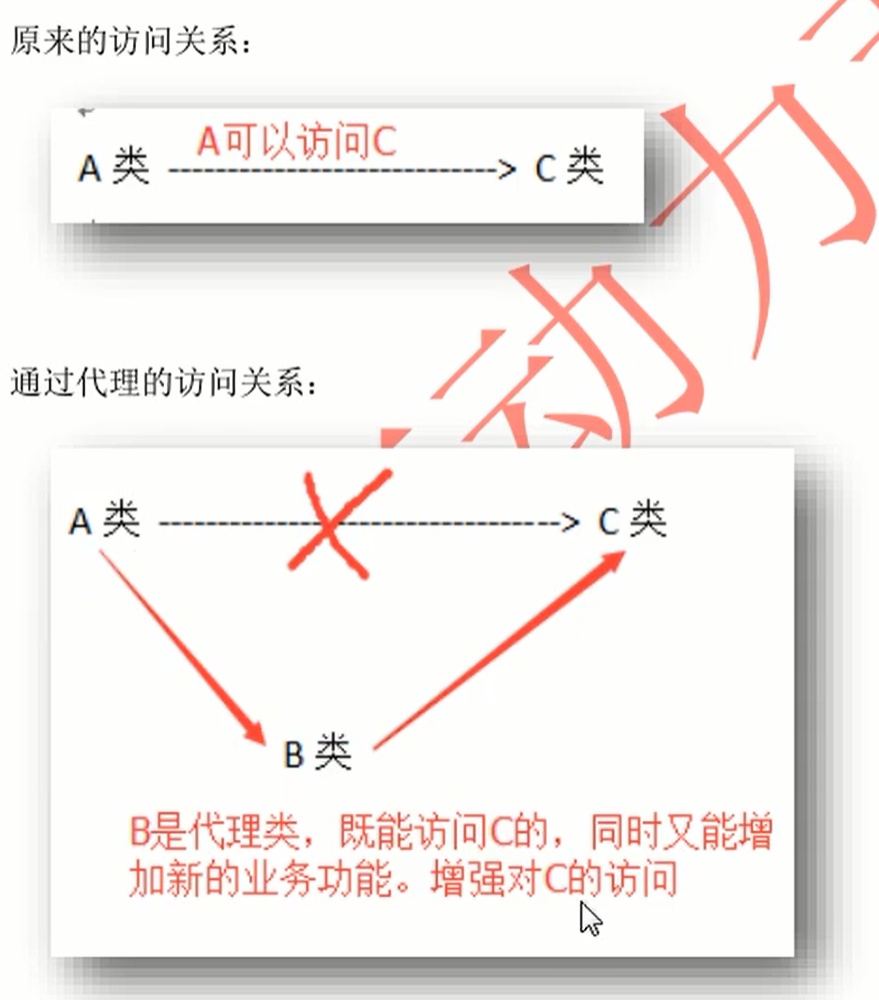 原来的访问关系：
A可以访问C
A 类 ----------------------------> C 类
动力
通过代理的访问关系：
A 类 ----------------------------------> C 类
B 类
B是代理类，既能访问C的，同时又能增
加新的业务功能。增强对C的访问